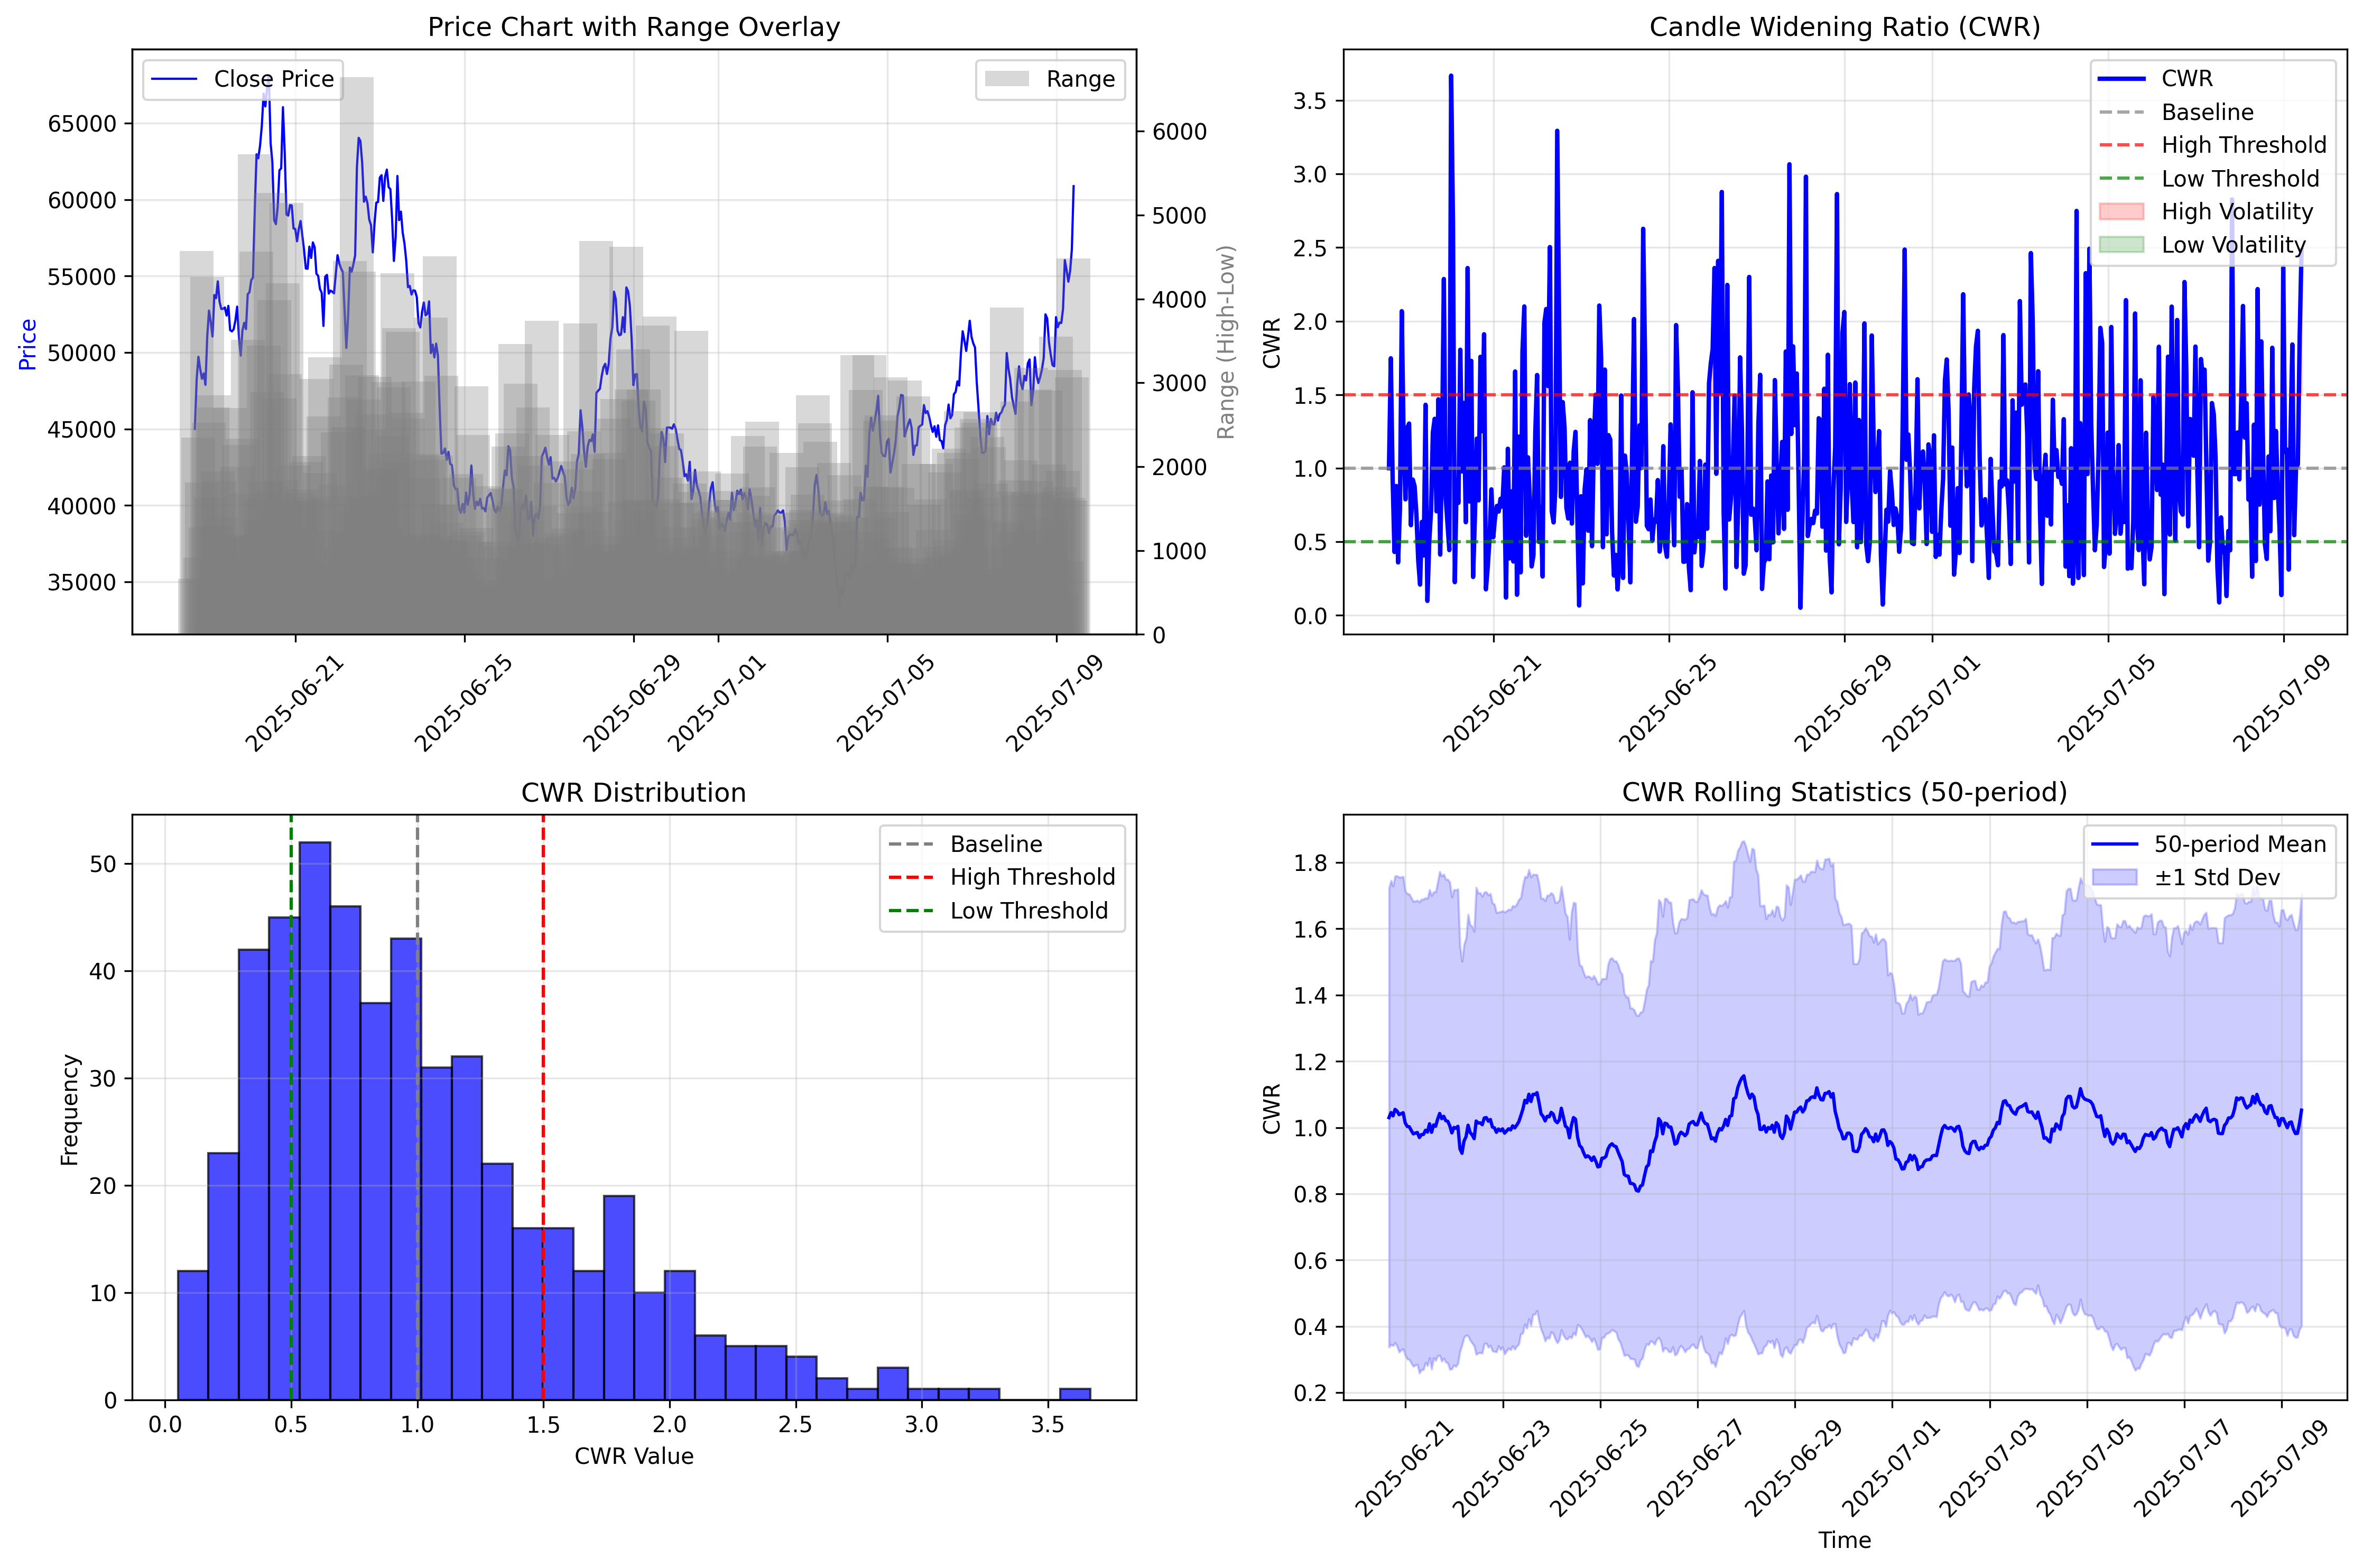 Price Chart with Range Overlay
Close Price
Range
65000
60000
55000
50000
45000
40000
35000
Price
6000
5000
4000
3000
2000
1000
0
Range (High-Low)
2025-06-21
2025-06-25
2025-06-29
2025-07-01
2025-07-05
2025-07-09
Candle Widening Ratio (CWR)
CWR
Baseline
High Threshold
Low Threshold
High Volatility
Low Volatility
3.5
3.0
2.5
2.0
1.5
1.0
0.5
0.0
CWR
2025-06-21
2025-06-25
2025-06-29
2025-07-01
2025-07-05
2025-07-09
CWR Distribution
Baseline
High Threshold
Low Threshold
50
40
30
20
10
0
Frequency
0.0
0.5
1.0
1.5
2.0
2.5
3.0
3.5
CWR Value
CWR Rolling Statistics (50-period)
50-period Mean
±1 Std Dev
1.8
1.6
1.4
1.2
1.0
0.8
0.6
0.4
0.2
CWR
2025-06-21
2025-06-23
2025-06-25
2025-06-27
2025-06-29
2025-07-01
2025-07-03
2025-07-05
2025-07-07
2025-07-09
Time